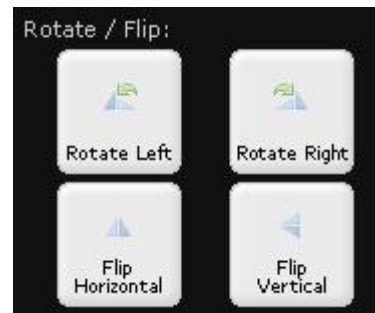 Rotate / Flip:
Rotate Left
Rotate Right
Flip
Horizontal
Flip
Vertical